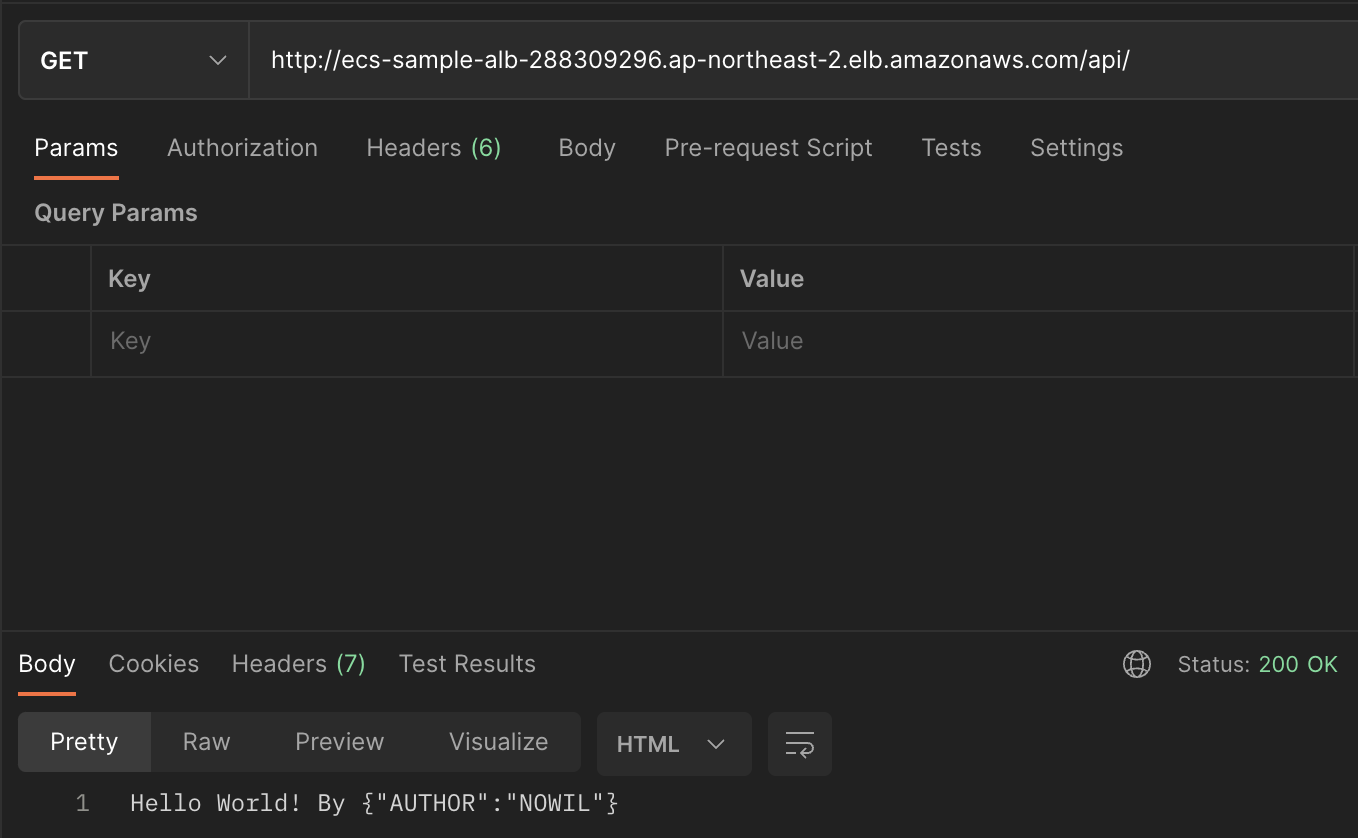 GET http://ecs-sample-alb-288309296.ap-northeast-2.elb.amazonaws.com/api/
Params Authorization Headers (6) Body Pre-request Script Tests Settings
Query Params
Key Value
Key Value
Body Cookies Headers (7) Test Results Status: 200 OK
Pretty Raw Preview Visualize HTML
1 Hello World! By {"AUTHOR":"NOWIL"}